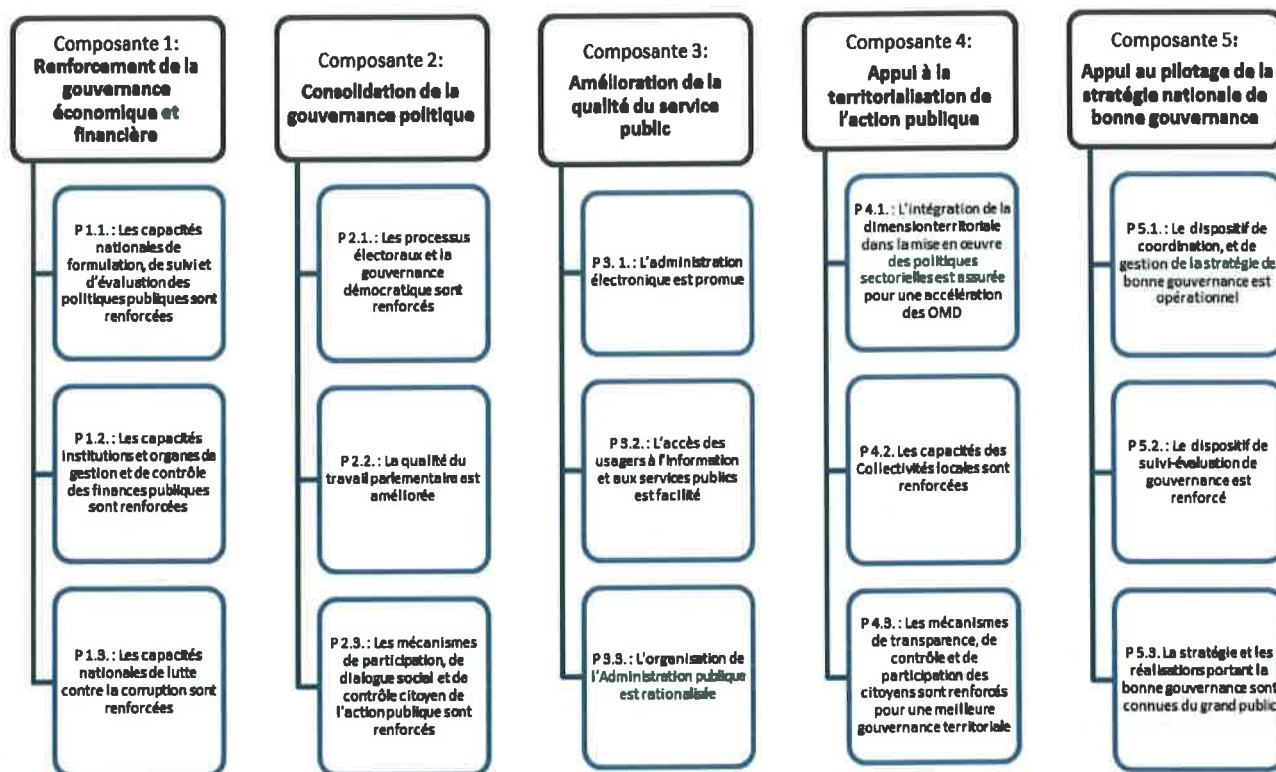 Composante 1:
Renforcement de la
gouvernance
économique et
financière
P 1.1. : Les capacités
nationales de
formulation, de suivi et
d'évaluation des
politiques publiques sont
renforcées
P 1.2. : Les capacités
institutions et organes de
gestion et de contrôle
des finances publiques
sont renforcées
P 1.3. : Les capacités
nationales de lutte
contre la corruption sont
renforcées
Composante 2:
Consolidation de la
gouvernance politique
P 2.1. : Les processus
électoraux et la
gouvernance
démocratique sont
renforcés
P 2.2. : La qualité du
travail parlementaire est
améliorée
P 2.3. : Les mécanismes
de participation, de
dialogue social et de
contrôle citoyen de
l'action publique sont
renforcés
Composante 3:
Amélioration de la
qualité du service
public
P 3. 1. : L'administration
électronique est promue
P 3.2. : L'accès des
usagers à l'information
et aux services publics
est facilité
P 3.3. : L'organisation de
l'Administration publique
est rationalisée
Composante 4:
Appui à la
territorialisation de
l'action publique
P 4.1. : L'intégration de la
dimension territoriale
dans la mise en œuvre
des politiques
sectorielles est assurée
pour une accélération
des OMD
P 4.2. Les capacités des
Collectivités locales sont
renforcées
P 4.3. : Les mécanismes
de transparence, de
contrôle et de
participation des
citoyens sont renforcés
pour une meilleure
gouvernance territoriale
Composante 5:
Appui au pilotage de la
stratégie nationale de
bonne gouvernance
P 5.1. : Le dispositif de
coordination, et de
gestion de la stratégie de
bonne gouvernance est
opérationnel
P 5.2. : Le dispositif de
suivi-évaluation de
gouvernance est
renforcé
P 5.3. La stratégie et les
réalisations portant la
bonne gouvernance sont
connues du grand public